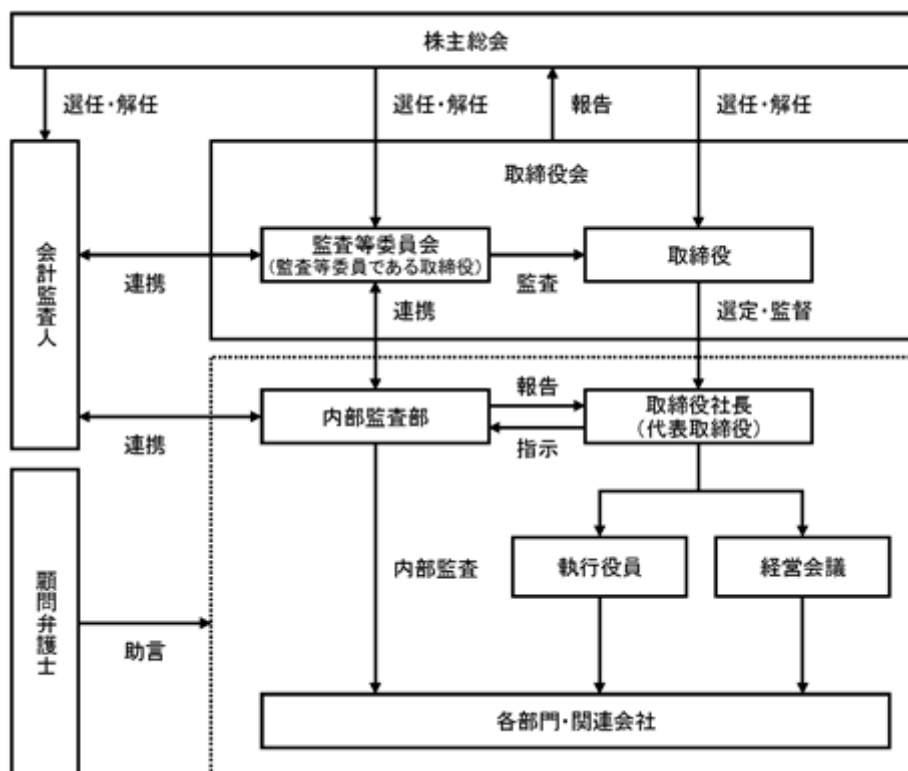 株主総会
選任・解任
選任・解任
報告
選任・解任
取締役会
会計監査人
監査等委員会
(監査等委員である取締役)
取締役
連携
監査
連携
選定・監督
内部監査部
報告
指示
取締役社長
(代表取締役)
連携
顧問弁護士
内部監査
執行役員
経営会議
助言
各部門・関連会社